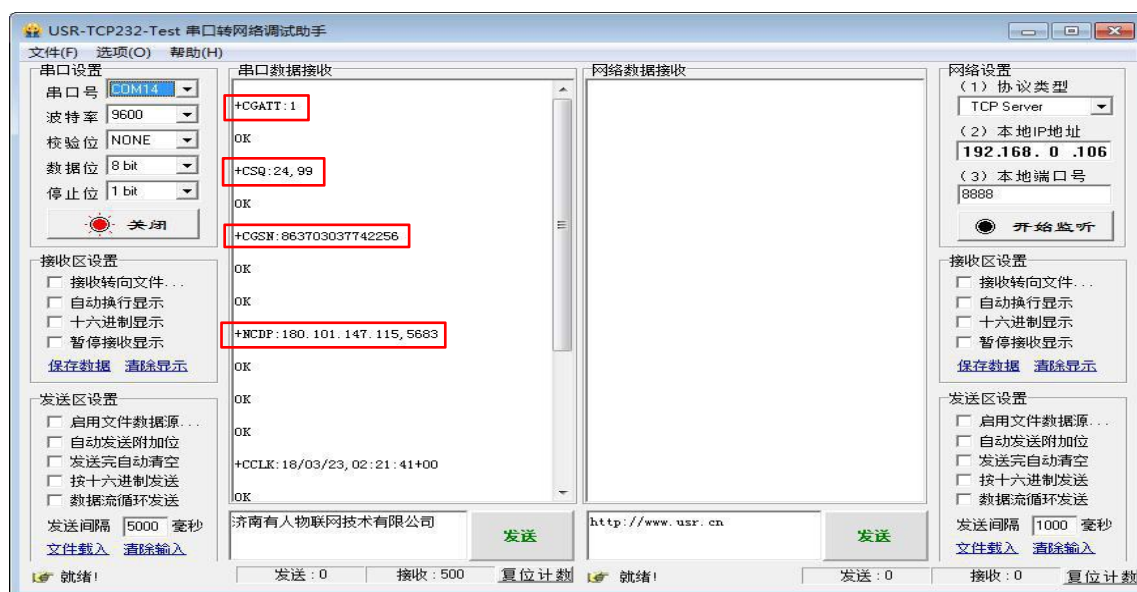 USR-TCP232-Test 串口转网络调试助手
文件(F) 选项(O) 帮助(H)
串口设置
串口号 COM14
波特率 9600
校验位 NONE
数据位 8 bit
停止位 1 bit
关闭
接收区设置
接收转向文件...
自动换行显示
十六进制显示
暂停接收显示
保存数据 清除显示
发送区设置
启用文件数据源...
自动发送附加位
发送完自动清空
按十六进制发送
数据流循环发送
发送间隔 5000 毫秒
文件载入 清除输入
就绪!
串口数据接收
+CGATT:1
OK
+CSQ:24,99
OK
+CGSN:863703037742256
OK
OK
+NCDP:180.101.147.115,5683
OK
OK
OK
+CCLK:18/03/23,02:21:41+00
OK
济南有人物联网技术有限公司
发送
发送:0 接收:500 复位计数
网络数据接收
http://www.usr.cn
发送
就绪! 发送:0 接收:0 复位计数
网络设置
(1) 协议类型
TCP Server
(2) 本地IP地址
192.168. 0 .106
(3) 本地端口号
8888
开始监听
接收区设置
接收转向文件...
自动换行显示
十六进制显示
暂停接收显示
保存数据 清除显示
发送区设置
启用文件数据源...
自动发送附加位
发送完自动清空
按十六进制发送
数据流循环发送
发送间隔 1000 毫秒
文件载入 清除输入